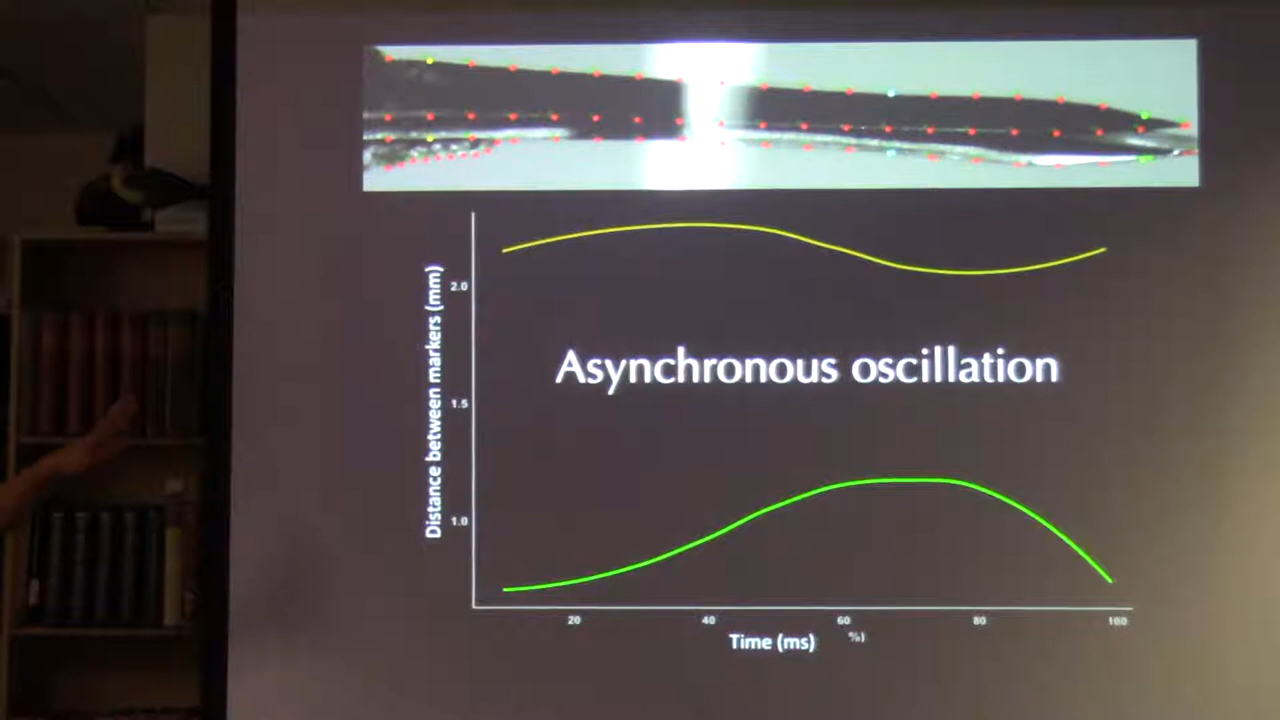 Distance between markers (mm)
2.0
1.5
1.0
Asynchronous oscillation
20 40 60 80 100
Time (ms)
%)